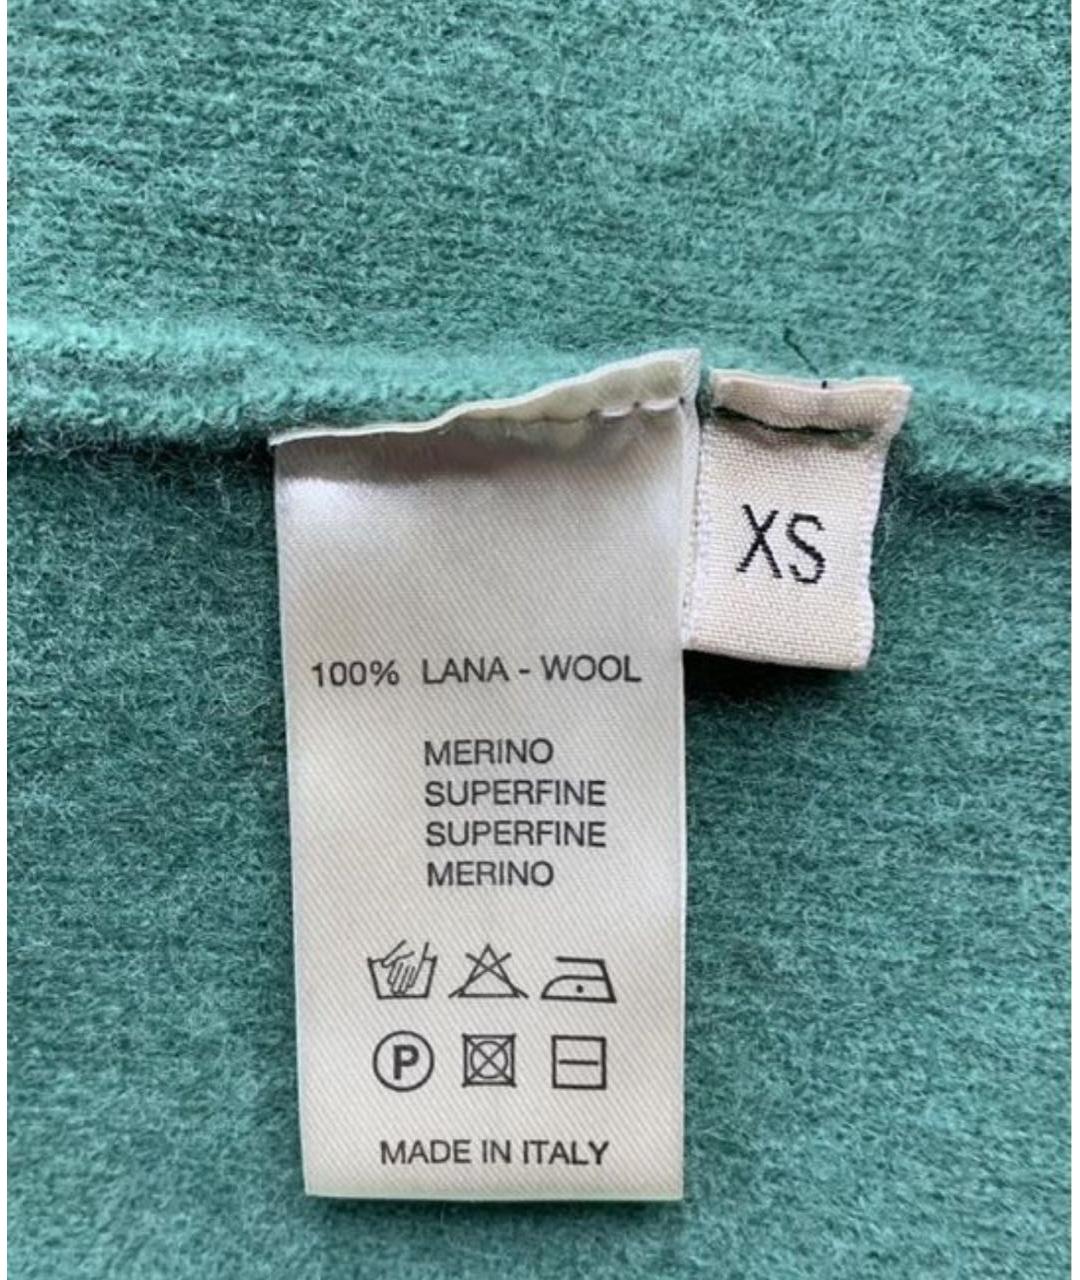 XS
100% LANA - WOOL
MERINO
SUPERFINE
SUPERFINE
MERINO
P
MADE IN ITALY